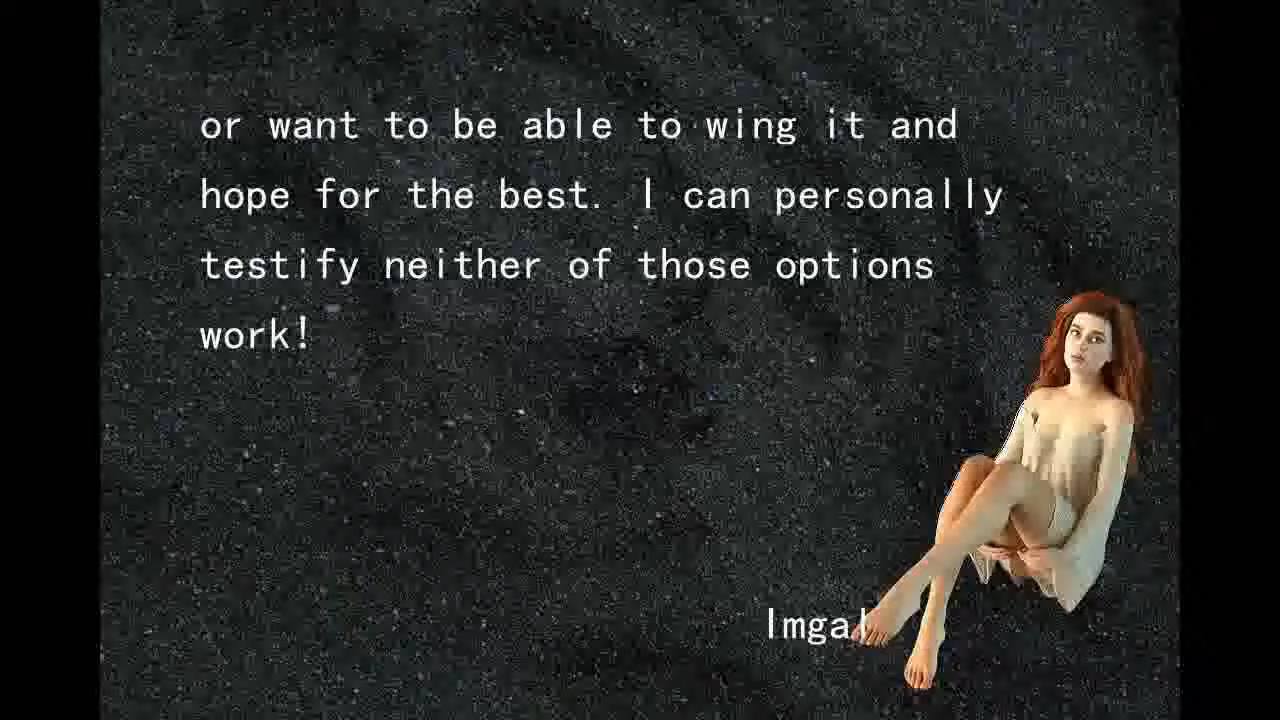 or want to be able to wing it and
hope for the best. I can personally
testify neither of those options
work!